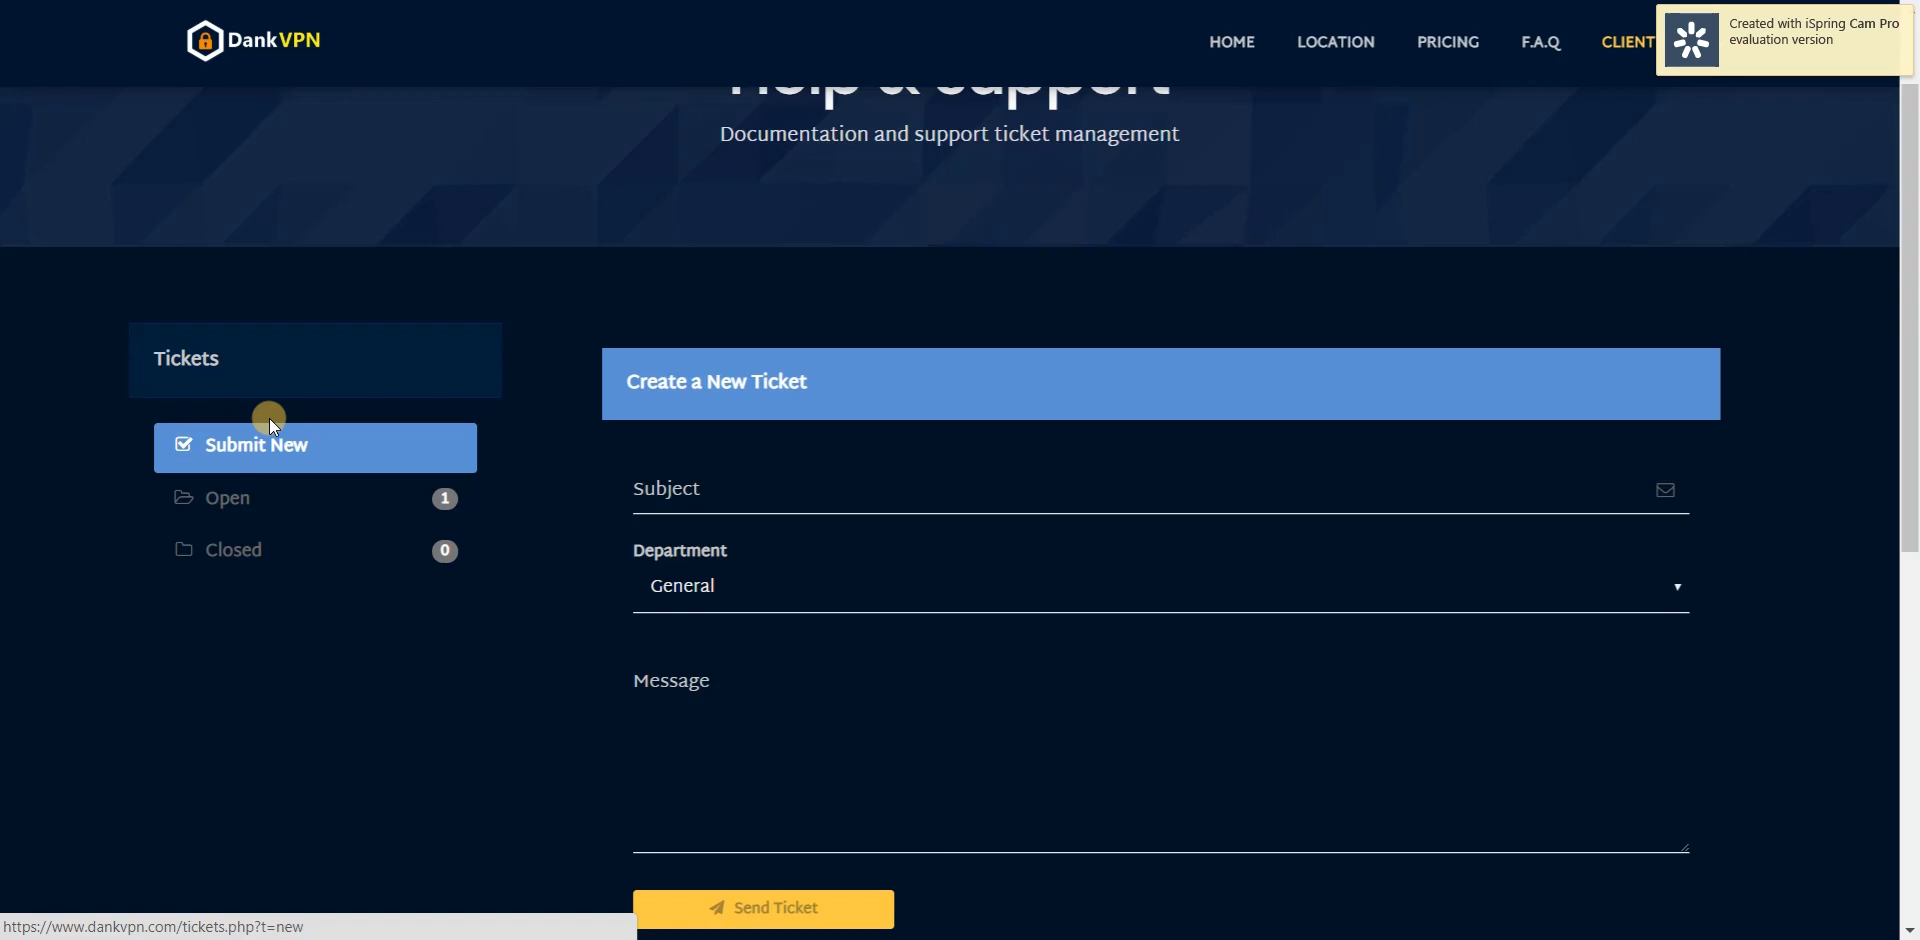 DankVPN
HOME
LOCATION
PRICING
F.A.Q
CLIENT
Created with iSpring Cam Pro
evaluation version
Help & Support
Documentation and support ticket management
Tickets
Submit New
Open
1
Closed
0
Create a New Ticket
Subject
Department
General
Message
Send Ticket
https://www.dankvpn.com/tickets.php?t=new